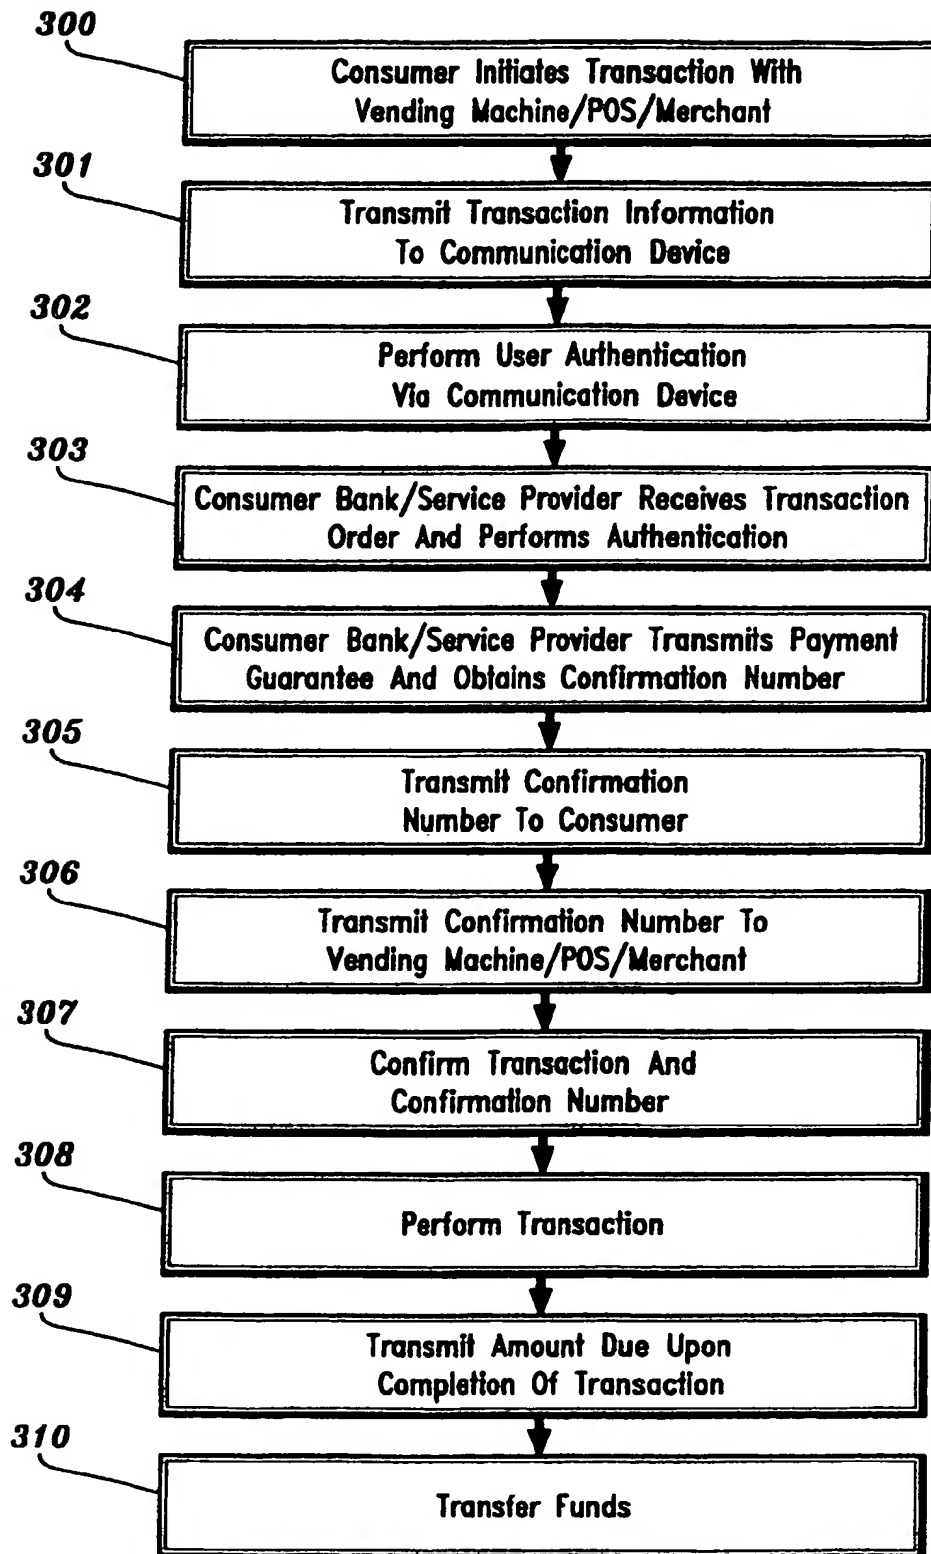 300
Consumer Initiates Transaction With
Vending Machine/POS/Merchant
301
Transmit Transaction Information
To Communication Device
302
Perform User Authentication
Via Communication Device
303
Consumer Bank/Service Provider Receives Transaction
Order And Performs Authentication
304
Consumer Bank/Service Provider Transmits Payment
Guarantee And Obtains Confirmation Number
305
Transmit Confirmation
Number To Consumer
306
Transmit Confirmation Number To
Vending Machine/POS/Merchant
307
Confirm Transaction And
Confirmation Number
308
Perform Transaction
309
Transmit Amount Due Upon
Completion Of Transaction
310
Transfer Funds